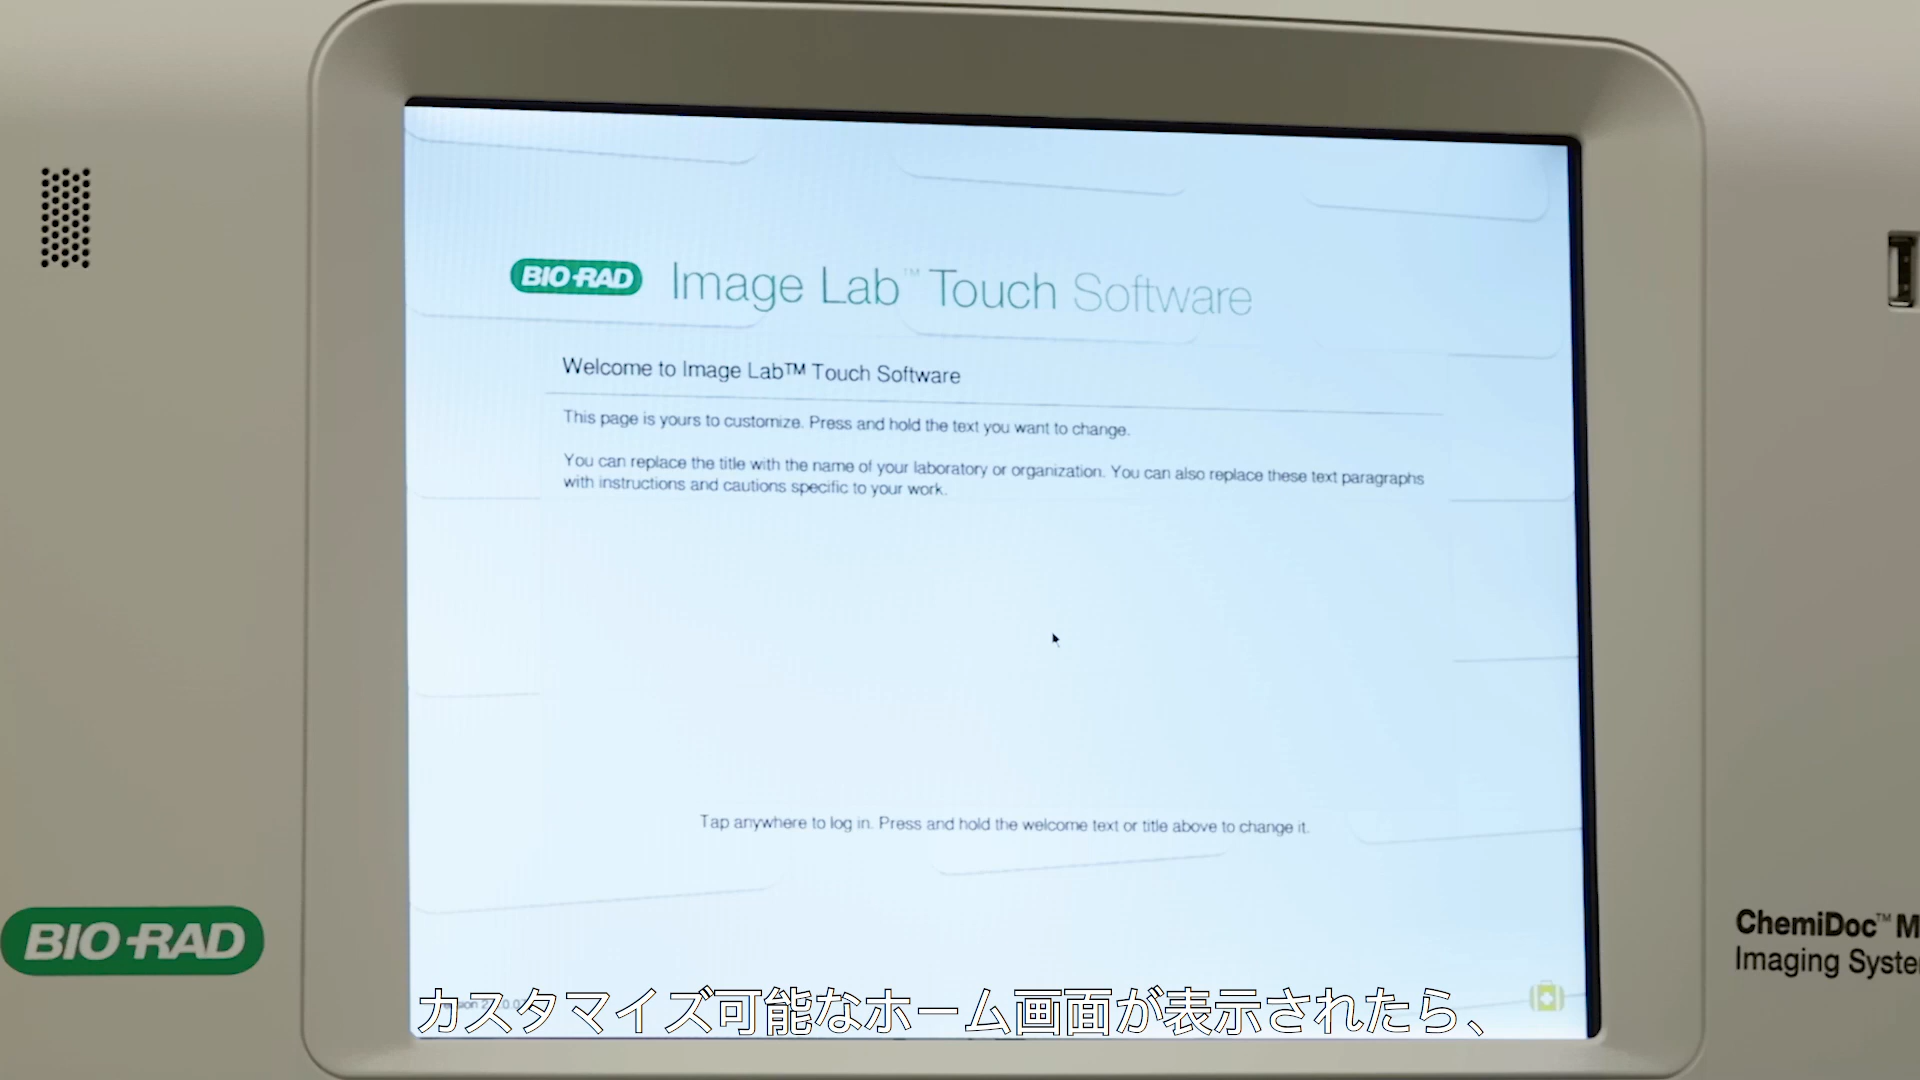 BIO-RAD Image Lab™ Touch Software
Welcome to Image Lab™ Touch Software
This page is yours to customize. Press and hold the text you want to change.
You can replace the title with the name of your laboratory or organization. You can also replace these text paragraphs
with instructions and cautions specific to your work.
Tap anywhere to log in. Press and hold the welcome text or title above to change it.
BIO-RAD
ChemiDoc™ M
Imaging Syste
カスタマイズ可能なホーム画面が表示されたら、